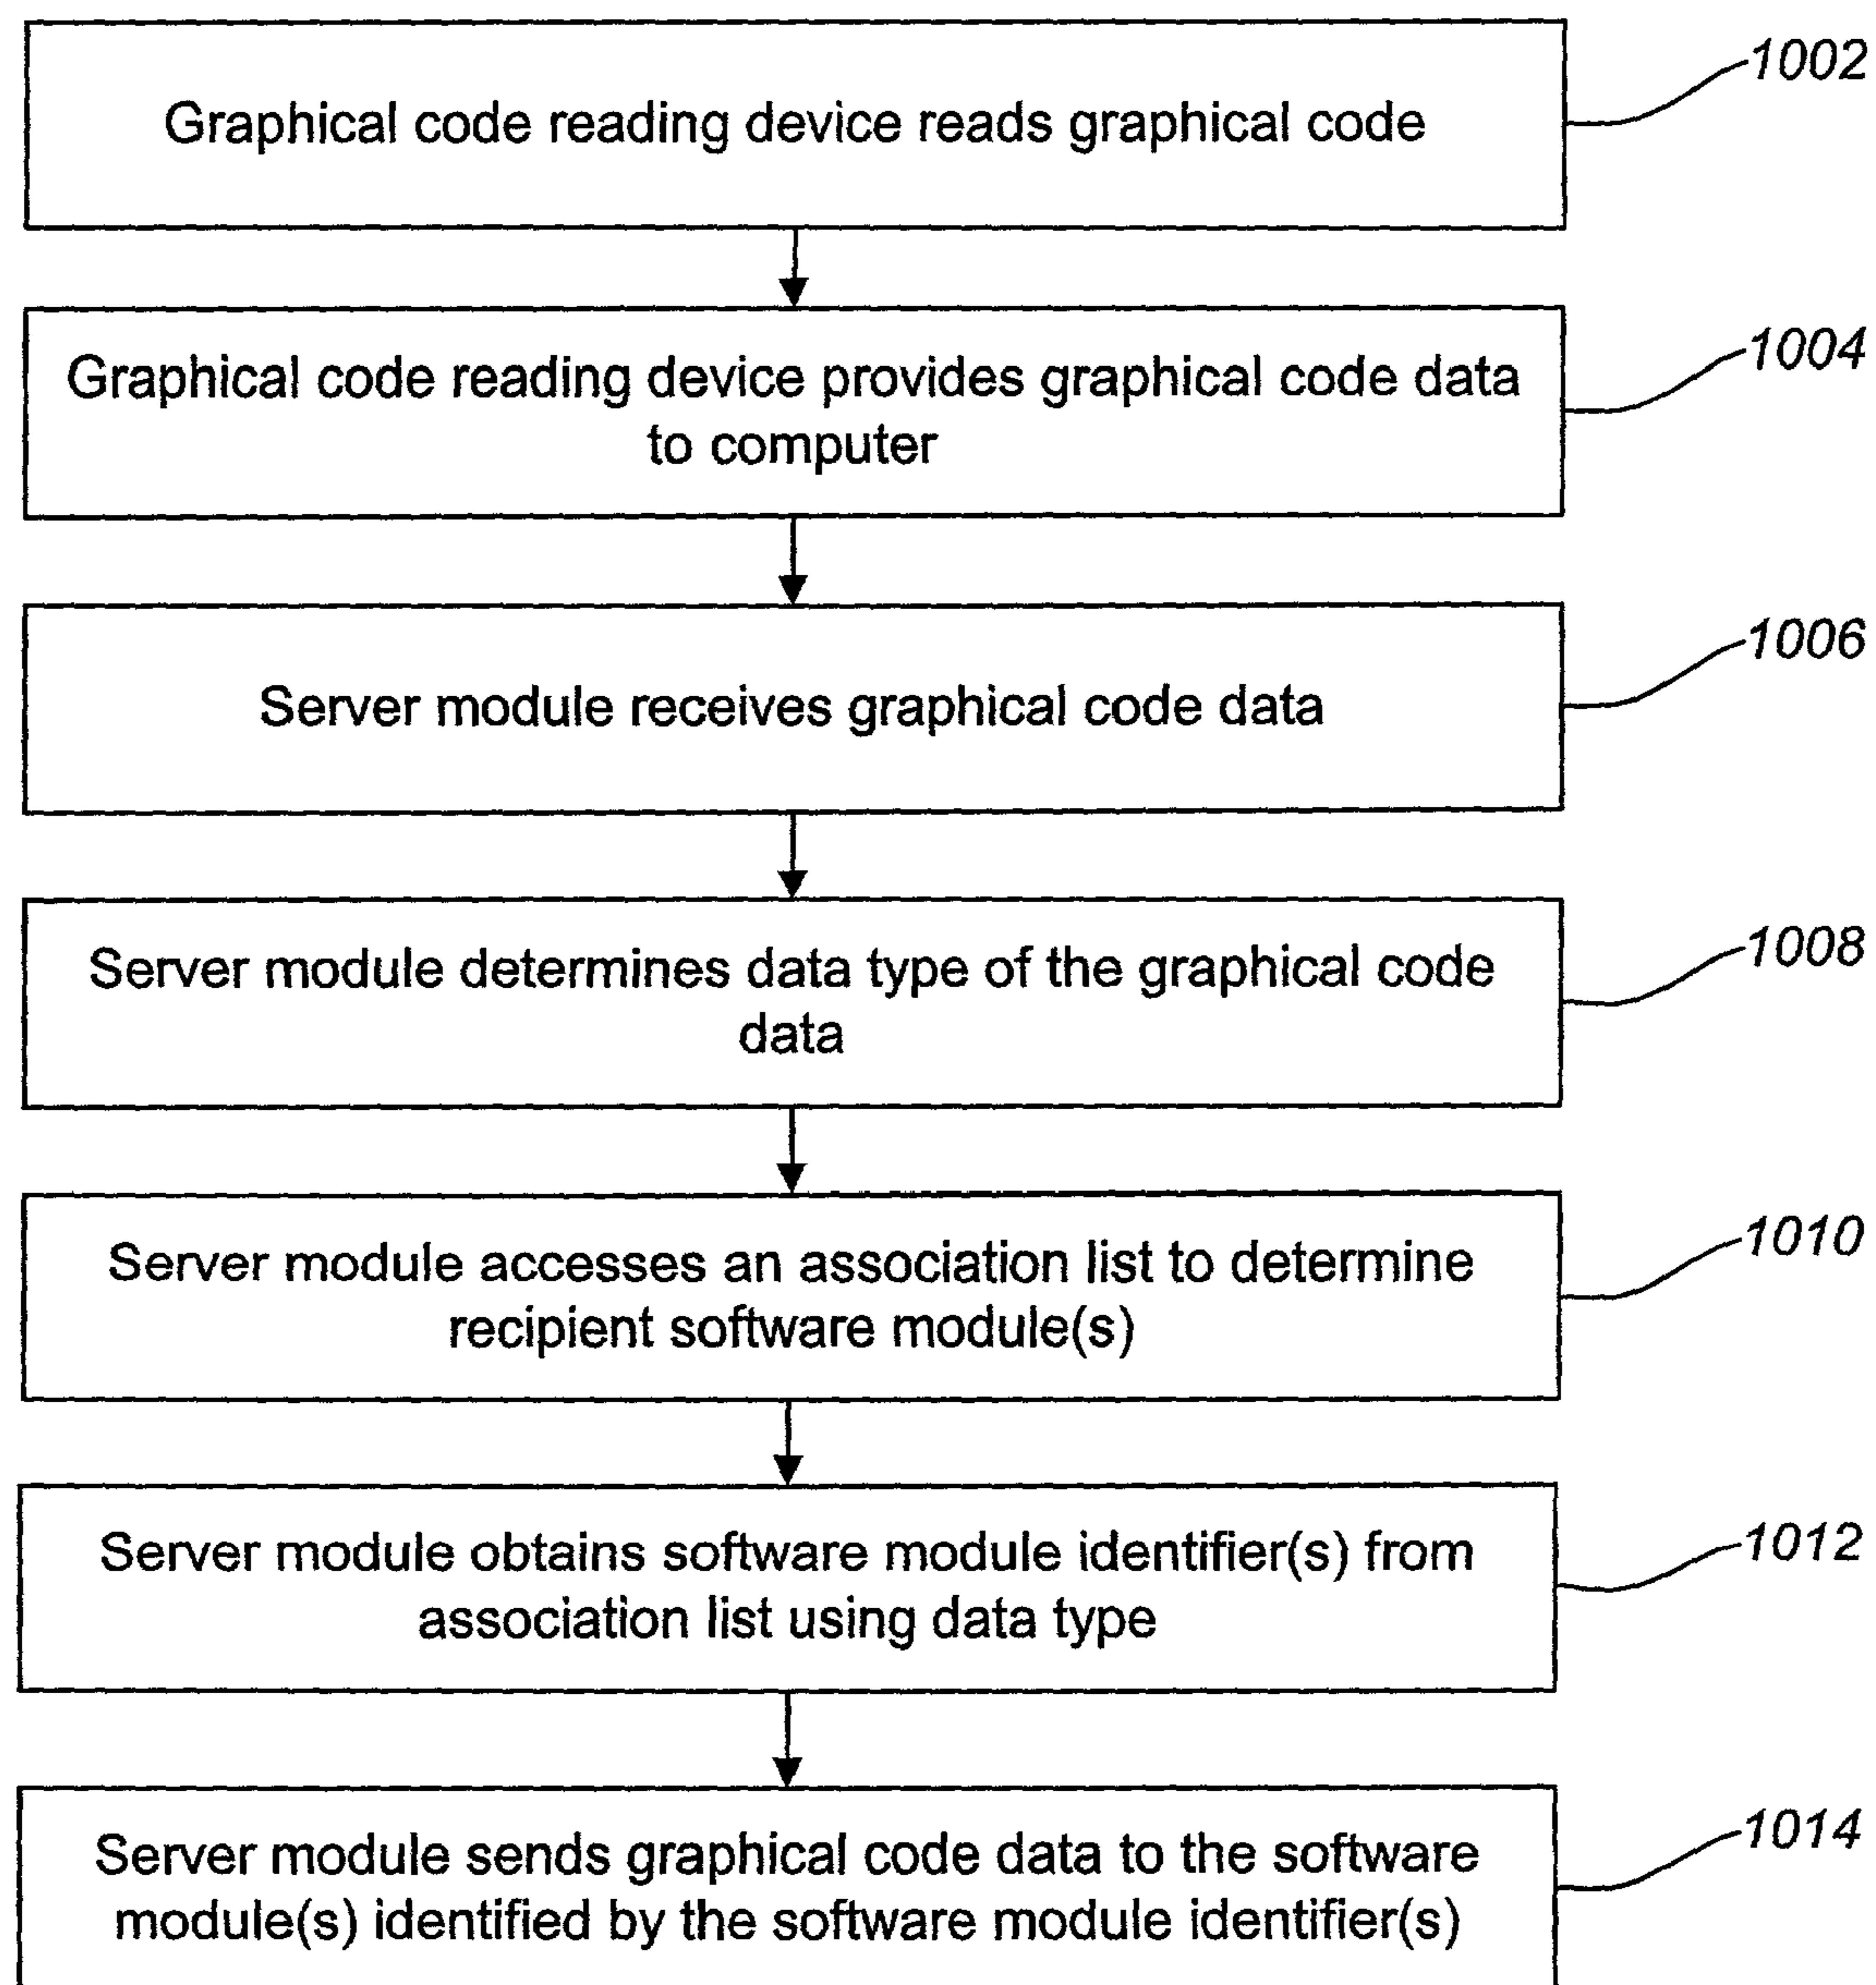 Graphical code reading device reads graphical code
1002
Graphical code reading device provides graphical code data
to computer
1004
Server module receives graphical code data
1006
Server module determines data type of the graphical code
data
1008
Server module accesses an association list to determine
recipient software module(s)
1010
Server module obtains software module identifier(s) from
association list using data type
1012
Server module sends graphical code data to the software
module(s) identified by the software module identifier(s)
1014